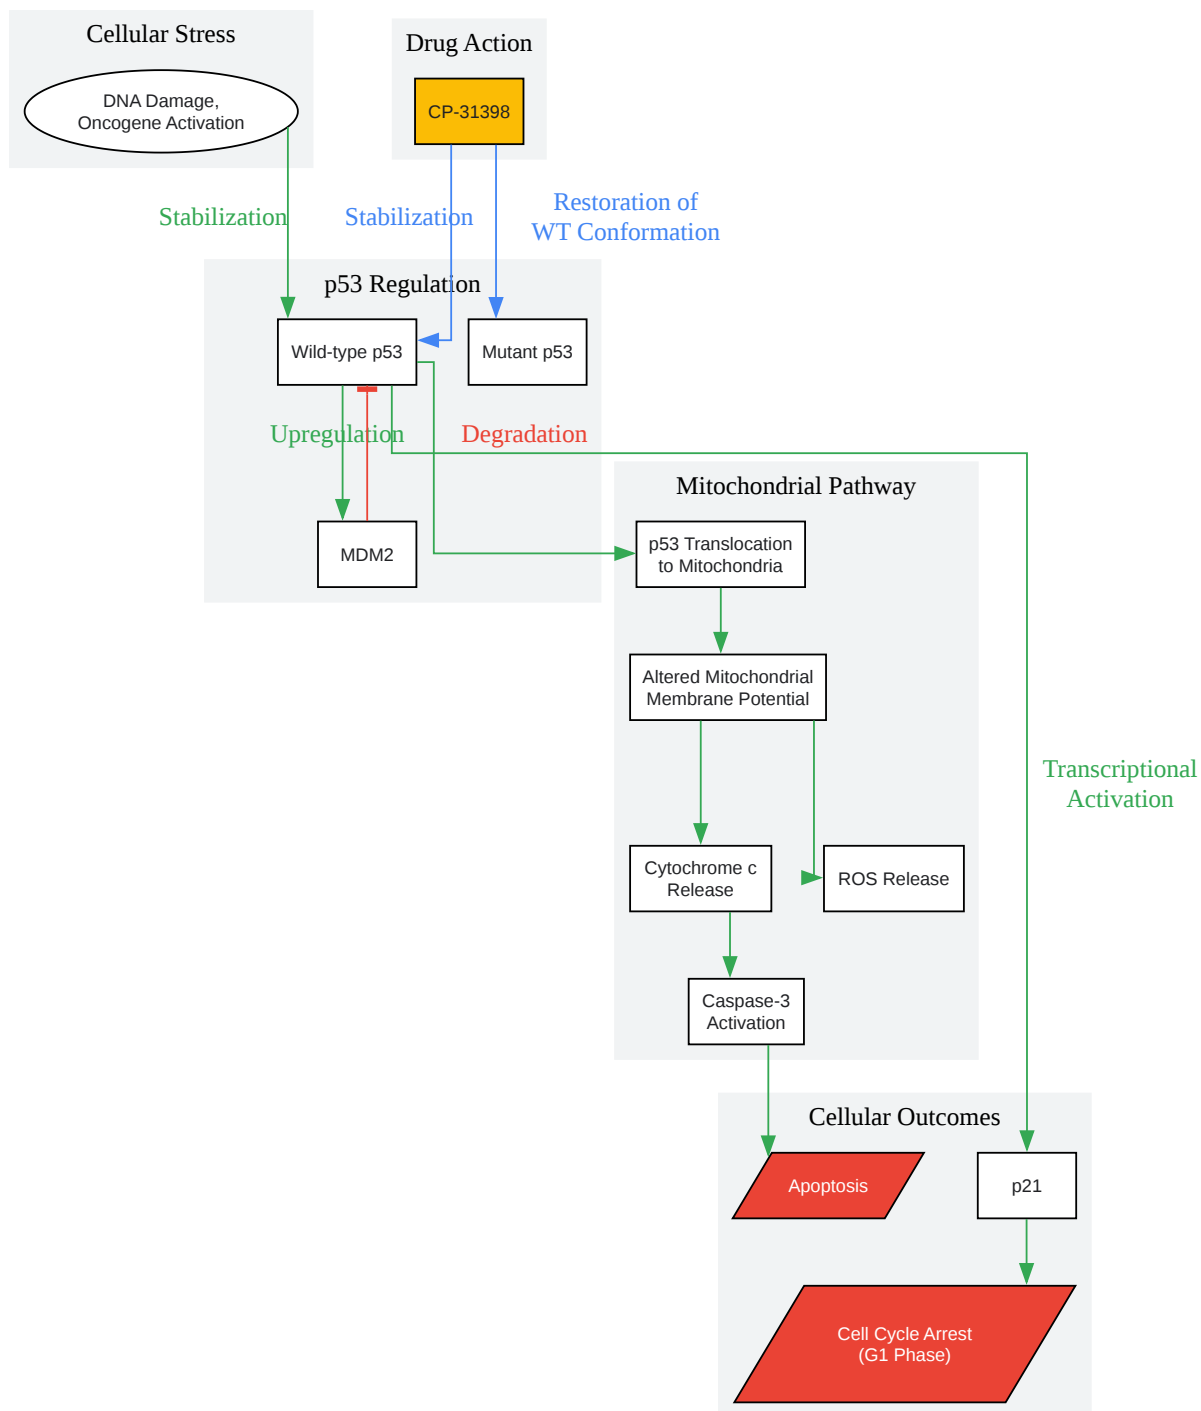 Cellular Stress
DNA Damage,
Oncogene Activation
Drug Action
CP-31398
Stabilization
Stabilization
Restoration of
WT Conformation
p53 Regulation
Wild-type p53
Mutant p53
Upregulation
Degradation
MDM2
Mitochondrial Pathway
p53 Translocation
to Mitochondria
Altered Mitochondrial
Membrane Potential
Transcriptional
Activation
Cytochrome c
Release
ROS Release
Caspase-3
Activation
Cellular Outcomes
Apoptosis
p21
Cell Cycle Arrest
(G1 Phase)